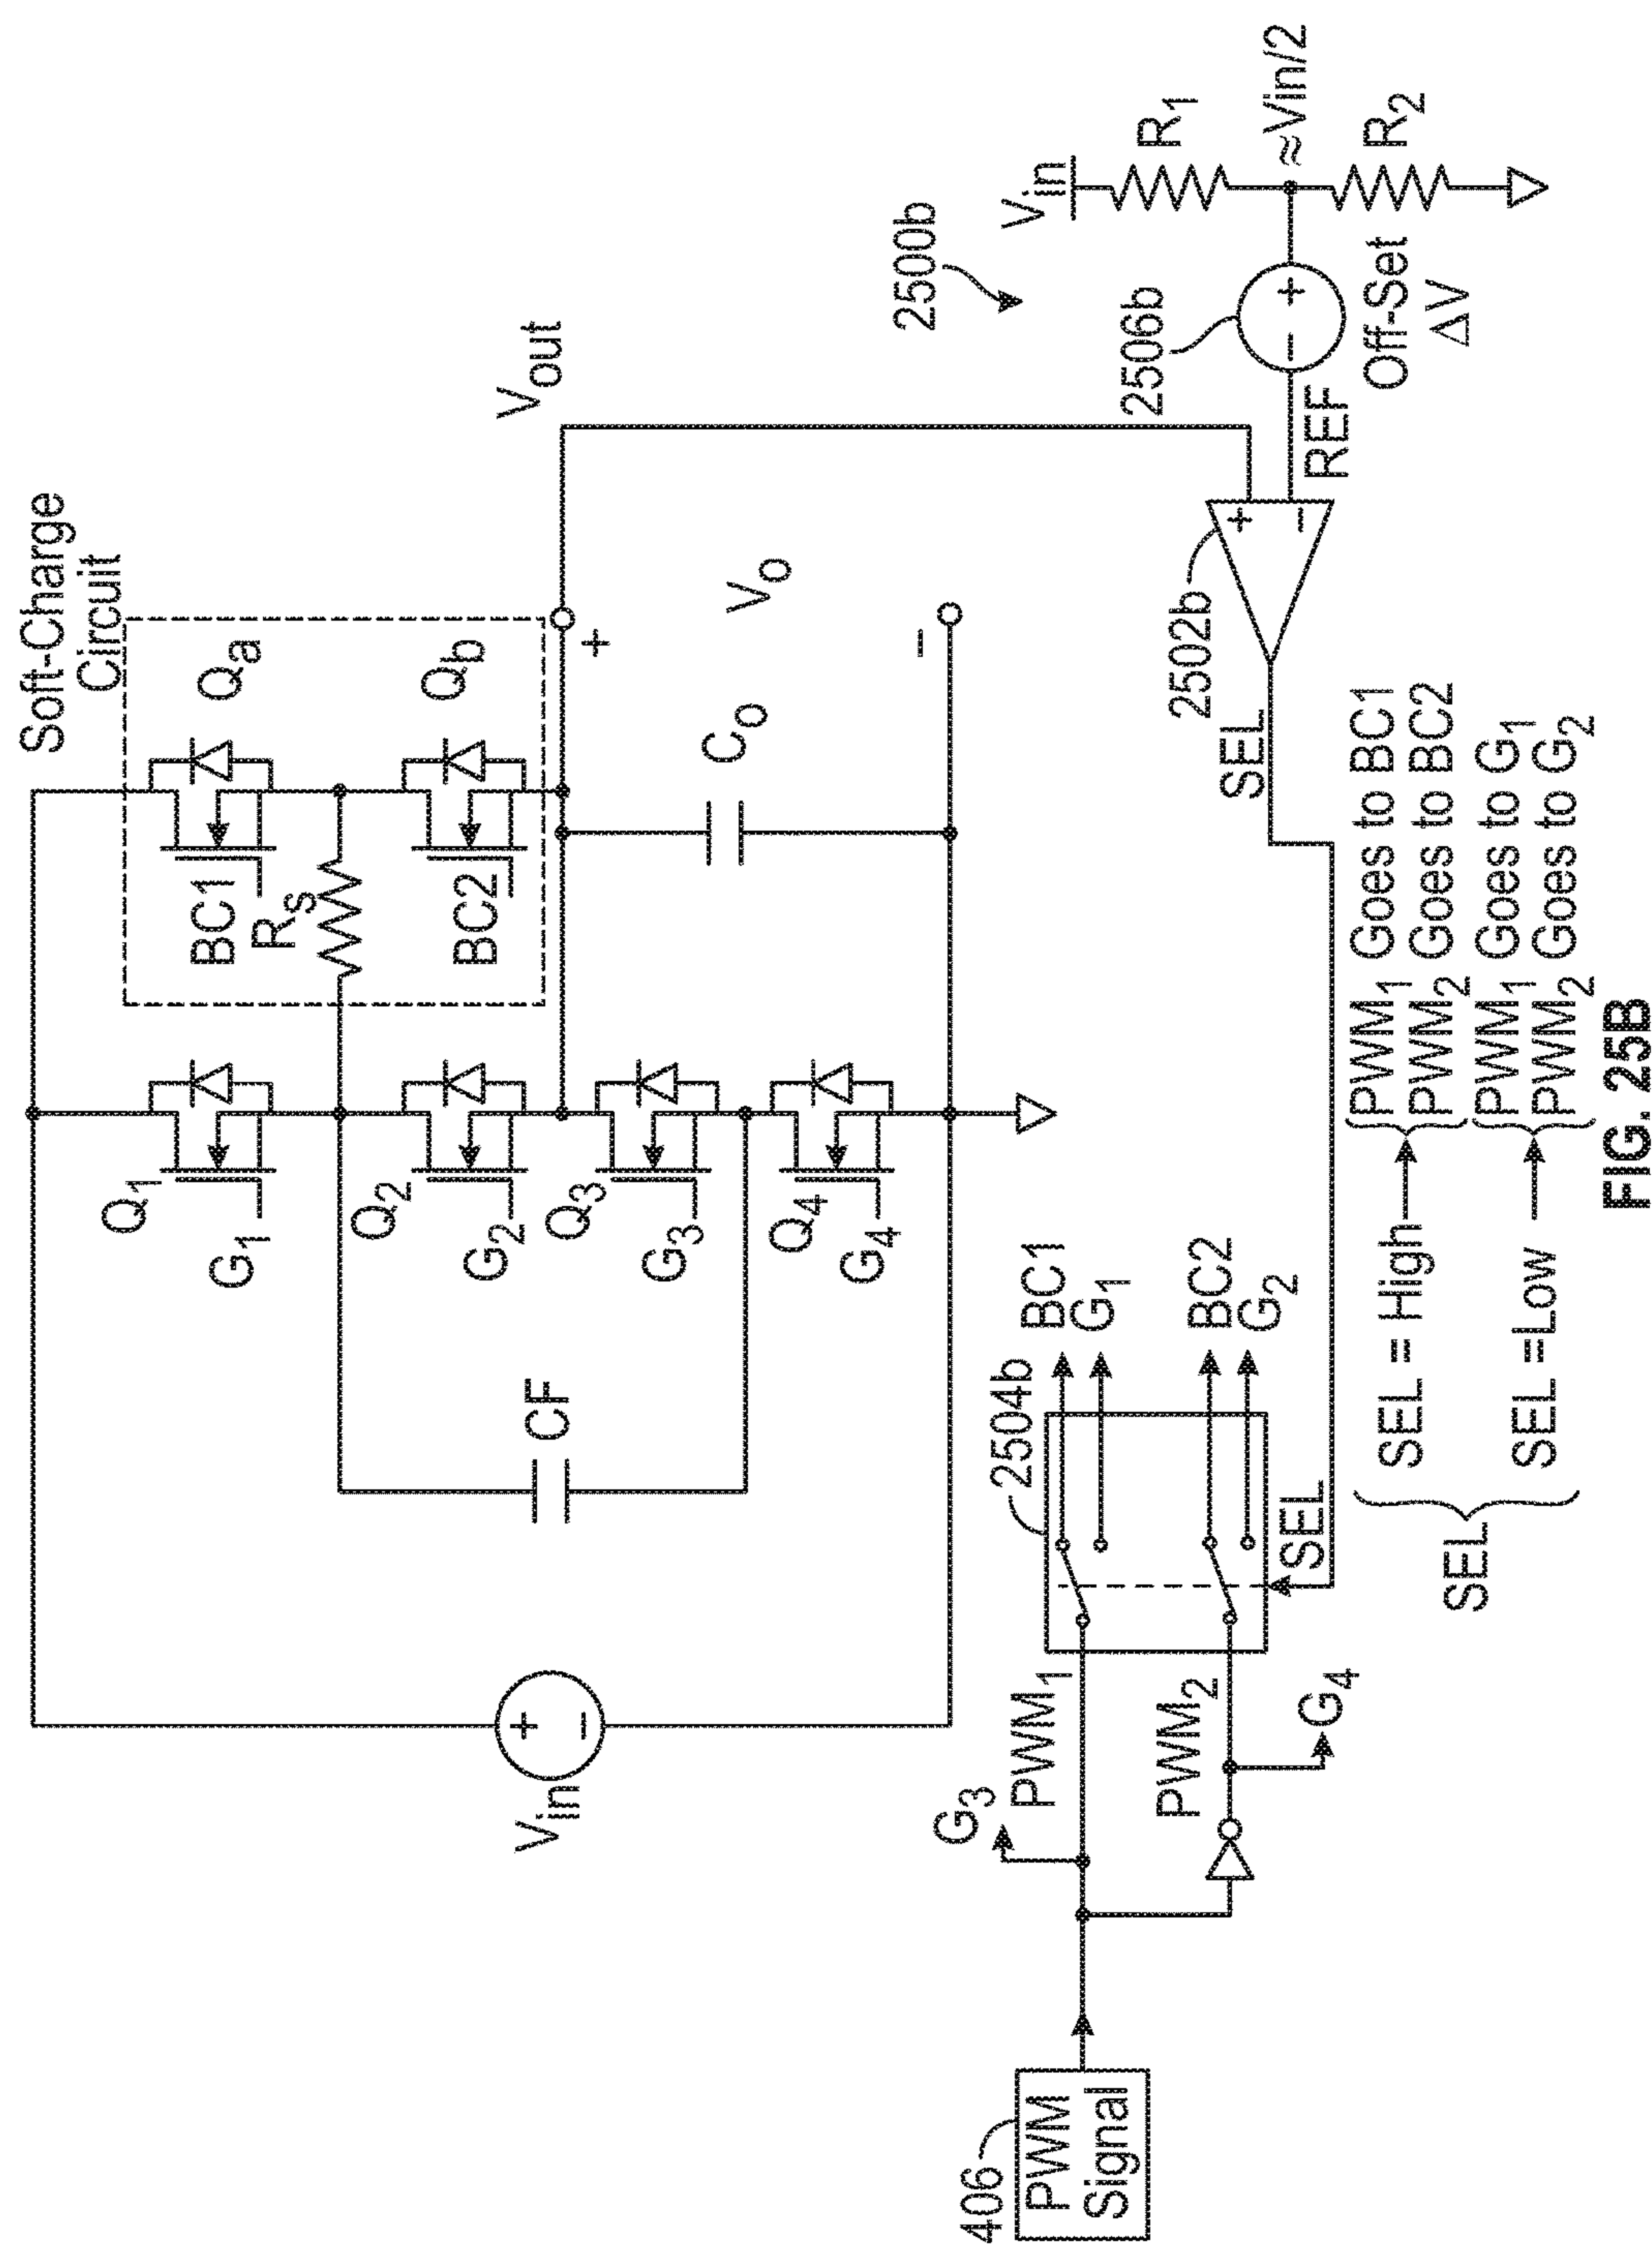 Soft-Charge
Circuit
Q1
G1
BC1
Qa
Rs
Q2
G2
BC2
Qb
Vout
Vin
+
−
CF
Q3
G3
Q4
G4
Co
+
Vo
−
2500b
406
PWM
Signal
G3
PWM1
PWM2
G4
2504b
BC1
G1
BC2
G2
SEL
SEL
2502b
+
−
REF
2506b
−
+
Off-Set
ΔV
Vin
R1
≈Vin/2
R2
SEL
SEL = High
PWM1 Goes to BC1
PWM2 Goes to BC2
SEL =Low
PWM1 Goes to G1
PWM2 Goes to G2
FIG. 25B